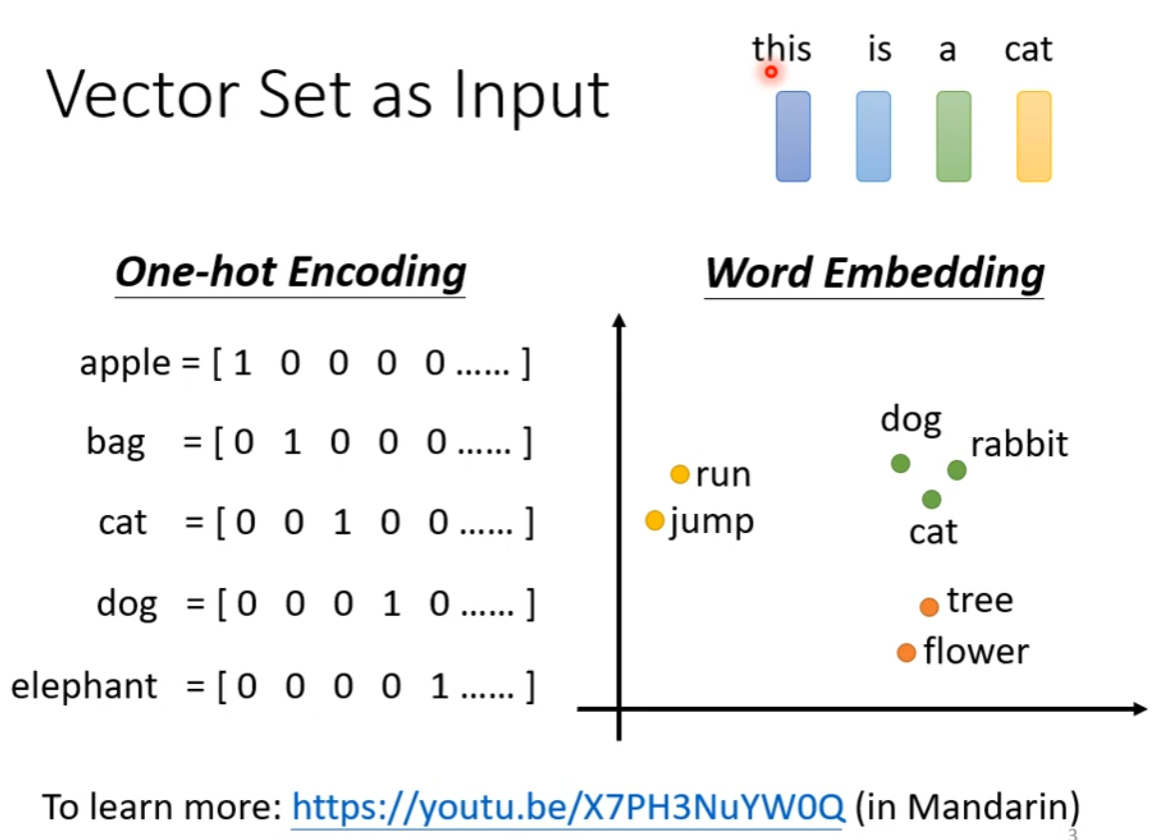 this is a cat
Vector Set as Input
One-hot Encoding
apple = [ 1 0 0 0 0 ...... ]
bag = [ 0 1 0 0 0 ...... ]
cat = [ 0 0 1 0 0 ...... ]
dog = [ 0 0 0 1 0 ...... ]
elephant = [ 0 0 0 0 1 ...... ]
Word Embedding
dog
rabbit
run
cat
jump
tree
flower
To learn more: https://youtu.be/X7PH3NuYW0Q (in Mandarin)
3